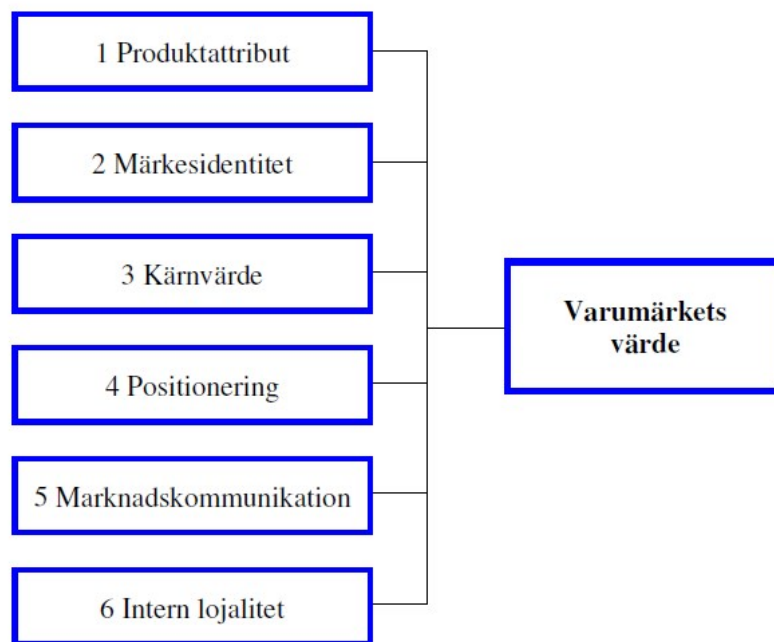 1 Produktattribut
2 Märkesidentitet
3 Kärnvärde
4 Positionering
5 Marknadskommunikation
6 Intern lojalitet
Varumärkets
värde